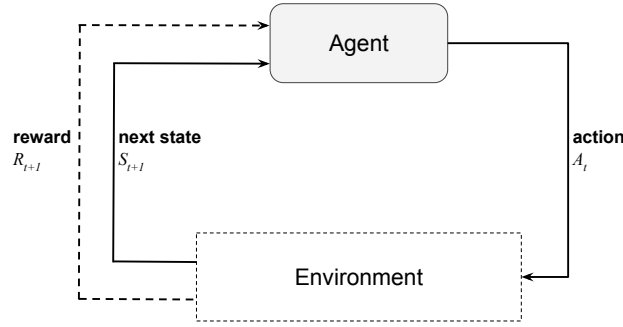 Agent
reward
R_{t+1}
next state
S_{t+1}
action
A_t
Environment